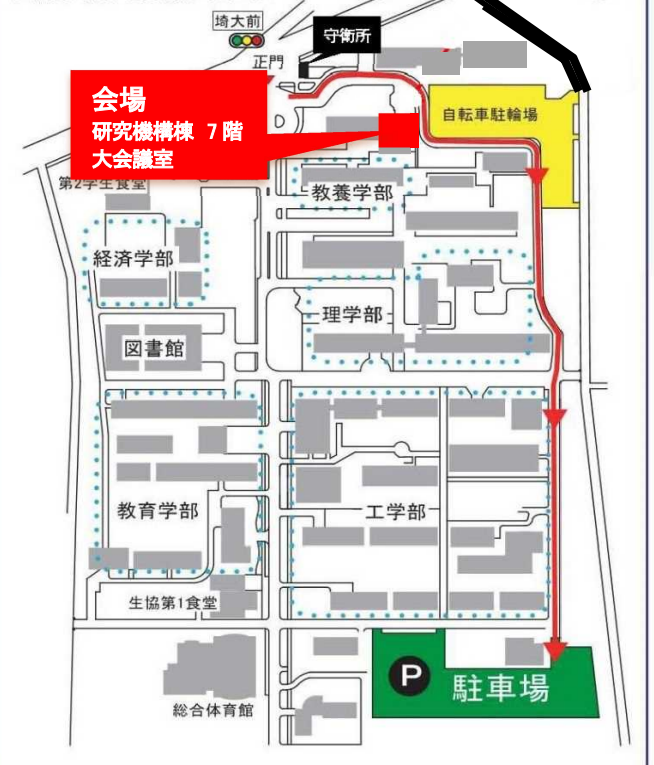 埼大前
守衛所
正門
会場
研究機構棟 7階
大会議室
自転車駐輪場
第2学生食堂
教養学部
経済学部
理学部
図書館
教育学部
工学部
生協第1食堂
P
駐車場
総合体育館